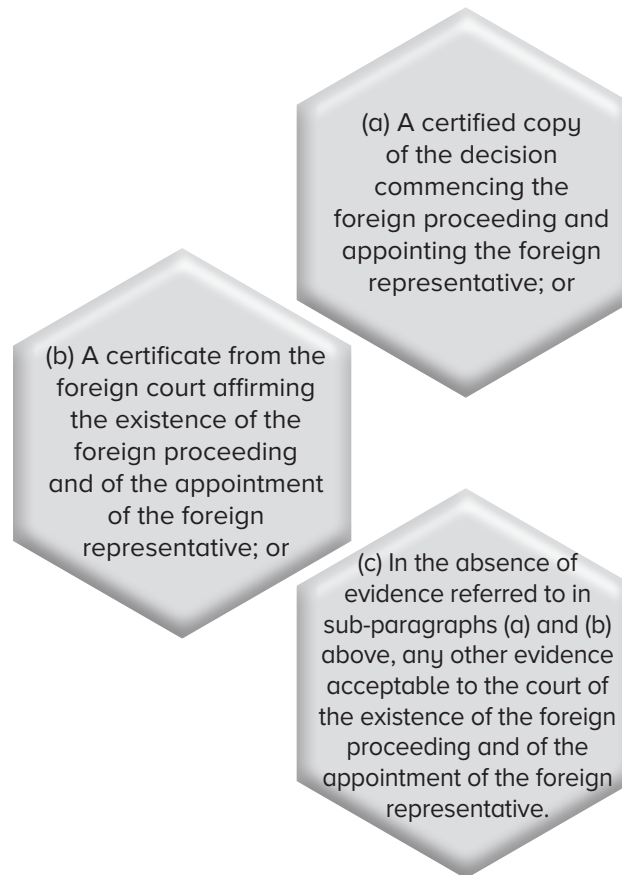 (a) A certified copy
of the decision
commencing the
foreign proceeding and
appointing the foreign
representative; or
(b) A certificate from the
foreign court affirming
the existence of the
foreign proceeding
and of the appointment
of the foreign
representative; or
(c) In the absence of
evidence referred to in
sub-paragraphs (a) and (b)
above, any other evidence
acceptable to the court of
the existence of the foreign
proceeding and of the
appointment of the foreign
representative.